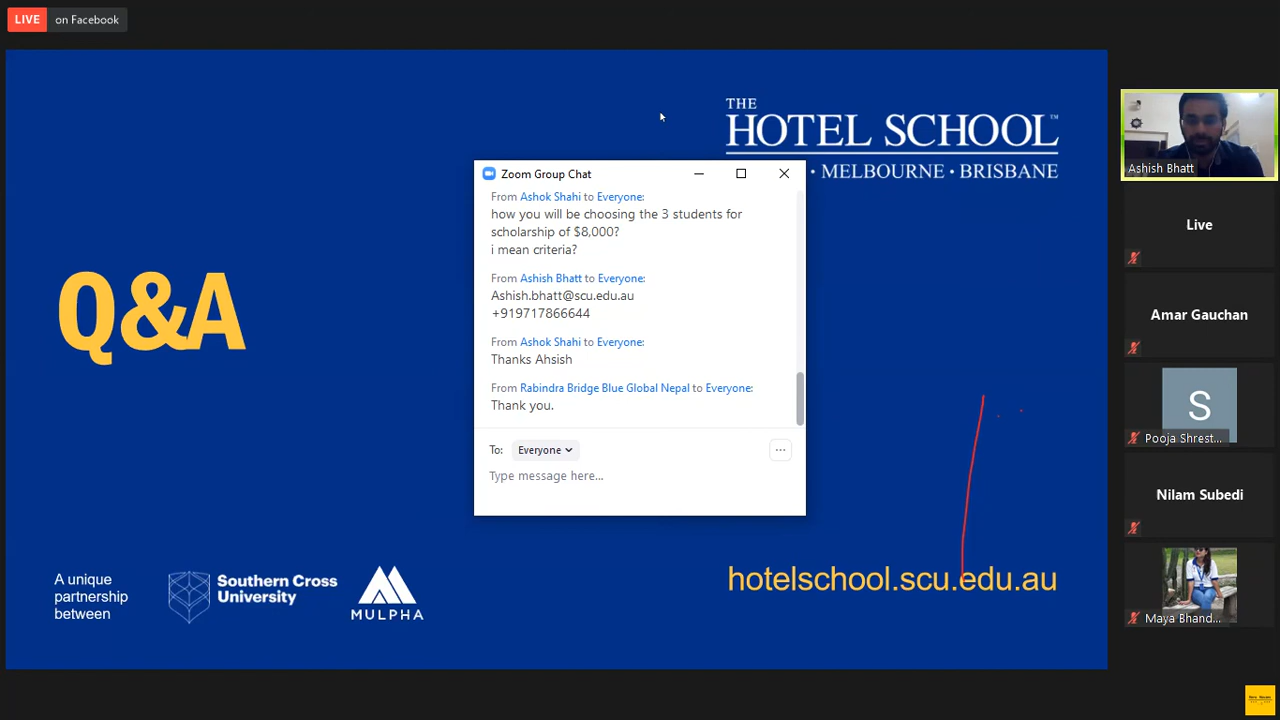 LIVE on Facebook
THE
HOTEL SCHOOL™
• MELBOURNE • BRISBANE
Zoom Group Chat
From Ashok Shahi to Everyone:
how you will be choosing the 3 students for
scholarship of $8,000?
i mean criteria?
From Ashish Bhatt to Everyone:
Ashish.bhatt@scu.edu.au
+919717866644
From Ashok Shahi to Everyone:
Thanks Ahsish
From Rabindra Bridge Blue Global Nepal to Everyone:
Thank you.
To: Everyone
Type message here...
Q&A
A unique
partnership
between
Southern Cross
University
MULPHA
hotelschool.scu.edu.au
Ashish Bhatt
Live
Amar Gauchan
S
Pooja Shrest...
Nilam Subedi
Maya Bhand...